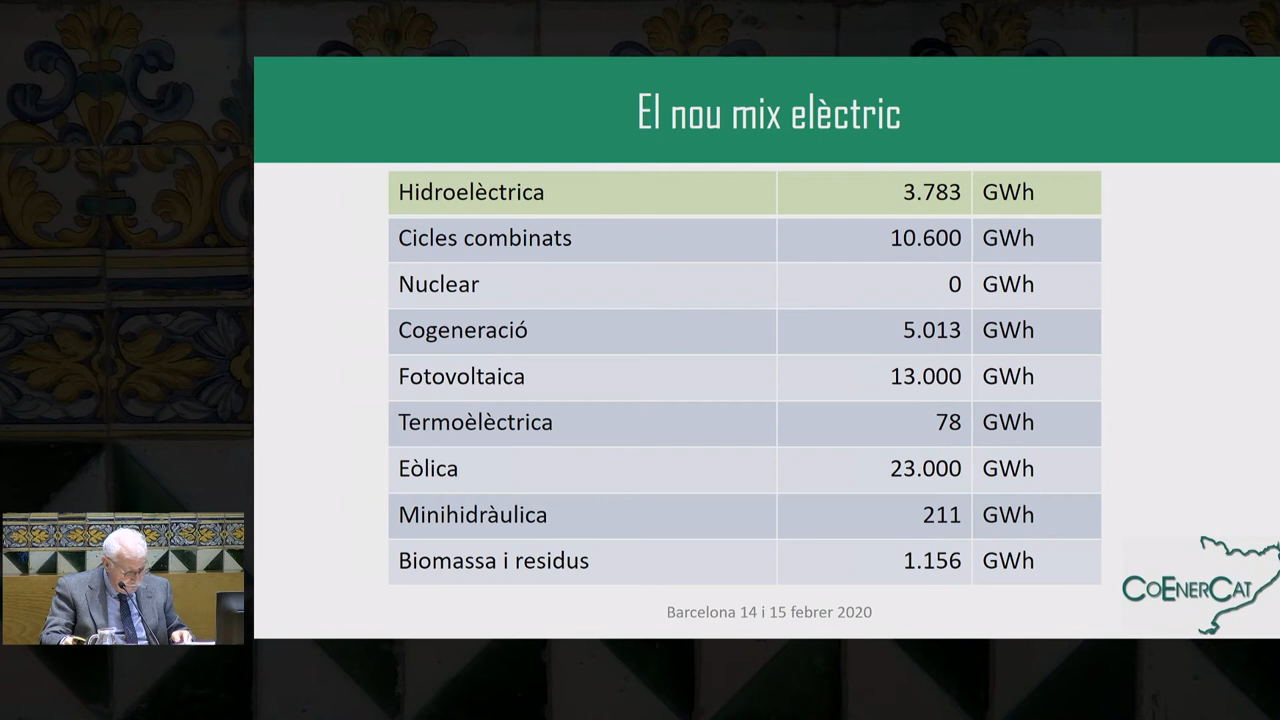 El nou mix elèctric
Hidroelèctrica 3.783 GWh
Cicles combinats 10.600 GWh
Nuclear 0 GWh
Cogeneració 5.013 GWh
Fotovoltaica 13.000 GWh
Termoèlèctrica 78 GWh
Eòlica 23.000 GWh
Minihidràulica 211 GWh
Biomassa i residus 1.156 GWh
COENERCAT
Barcelona 14 i 15 febrer 2020